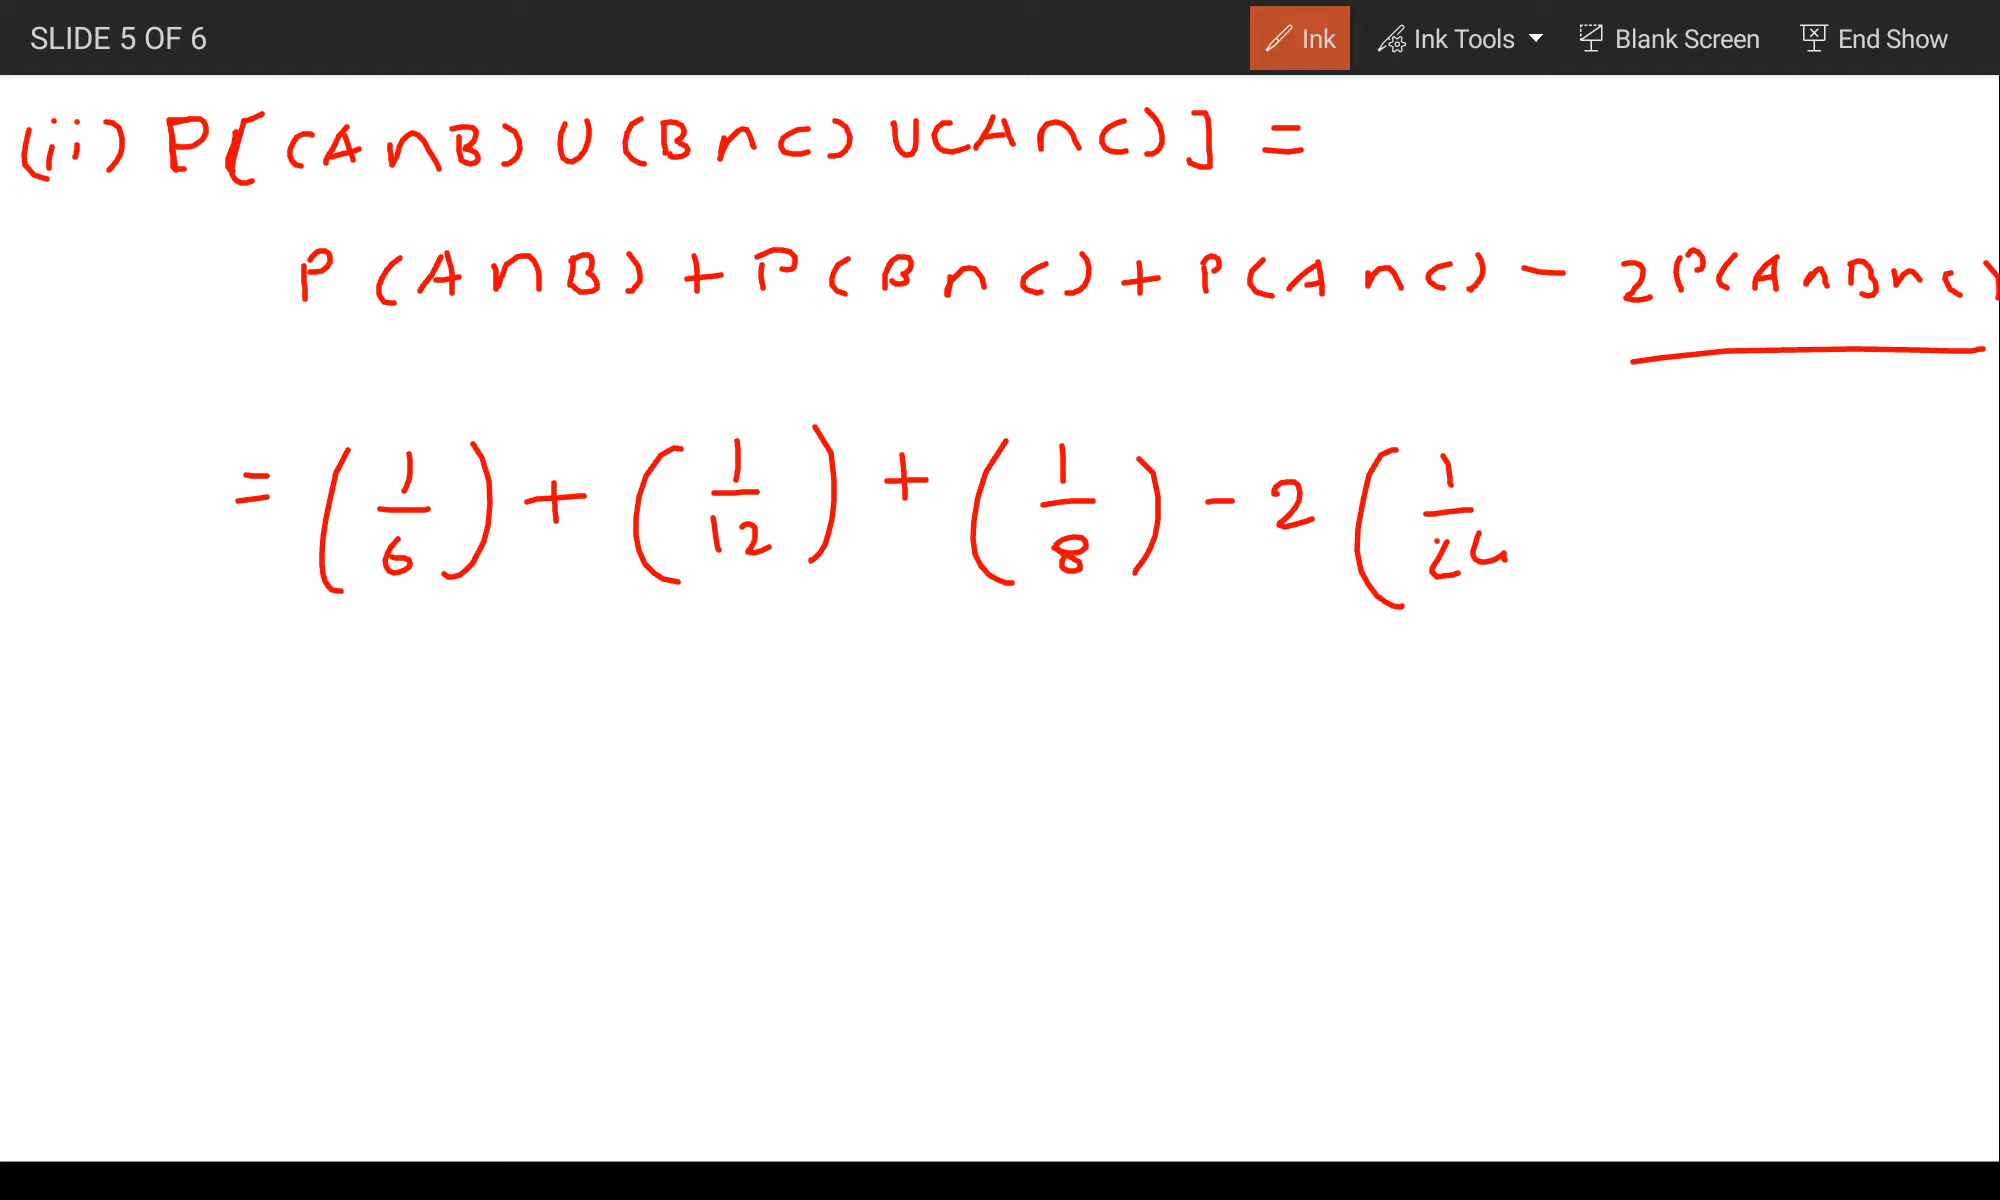 SLIDE 5 OF 6 Ink Ink Tools Blank Screen End Show
(ii) P[(A∩B)∪(B∩C)∪(A∩C)] =
P(A∩B)+P(B∩C)+P(A∩C)-2P(A∩B∩C)
= (1/6)+(1/12)+(1/8)-2(1/24